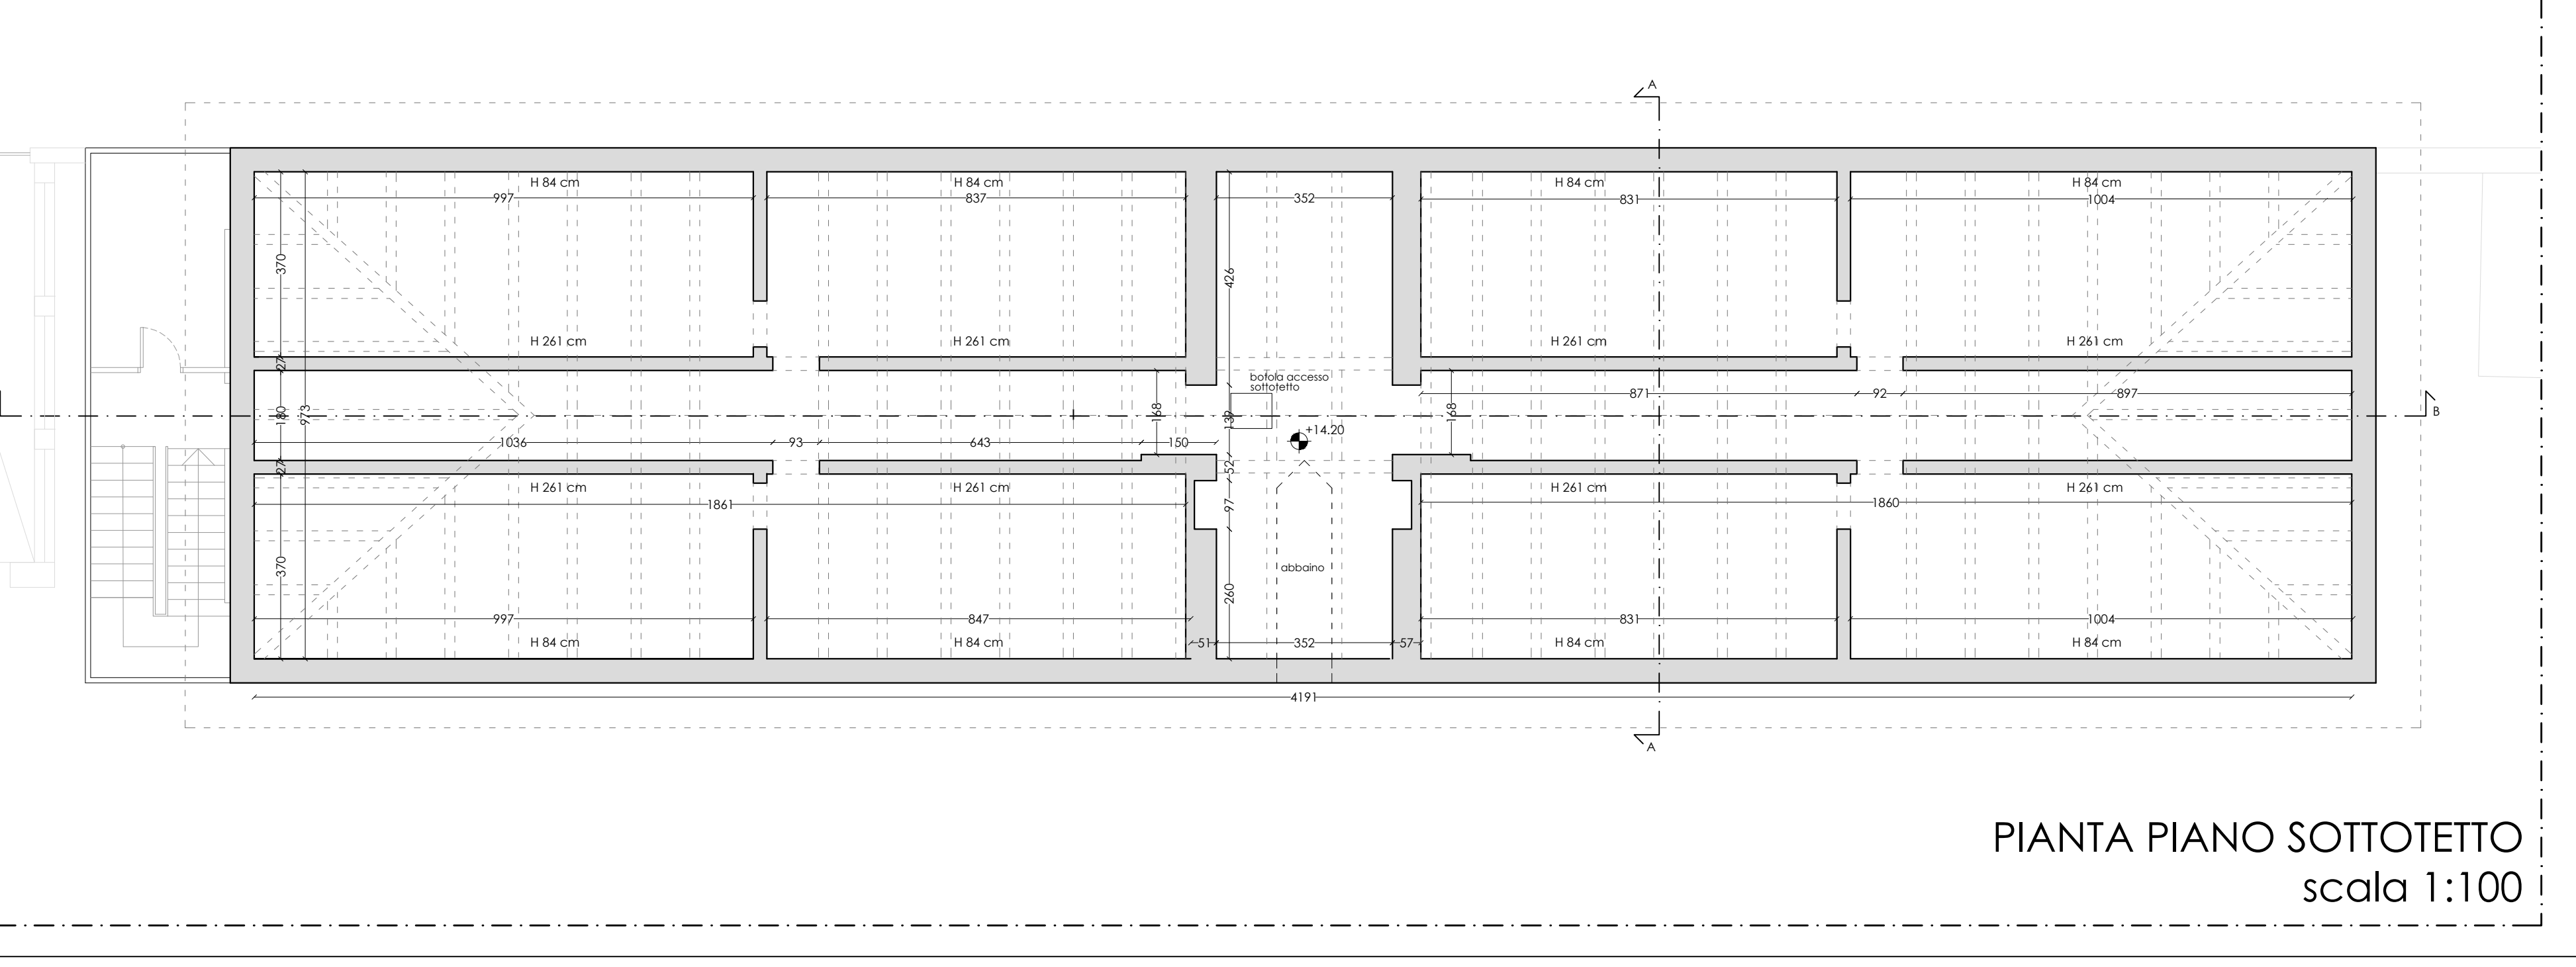 A
H 84 cm
H 84 cm
H 84 cm
H 84 cm
997
837
352
831
1004
370
426
H 261 cm
H 261 cm
H 261 cm
H 261 cm
27
botola accesso
sottotetto
180
973
168
139
168
871
92
897
B
+14.20
1036
93
643
150
27
52
H 261 cm
H 261 cm
H 261 cm
H 261 cm
1861
97
1860
370
abbaino
260
997
847
831
1004
H 84 cm
H 84 cm
51
352
57
H 84 cm
H 84 cm
4191
A
PIANTA PIANO SOTTOTETTO
scala 1:100